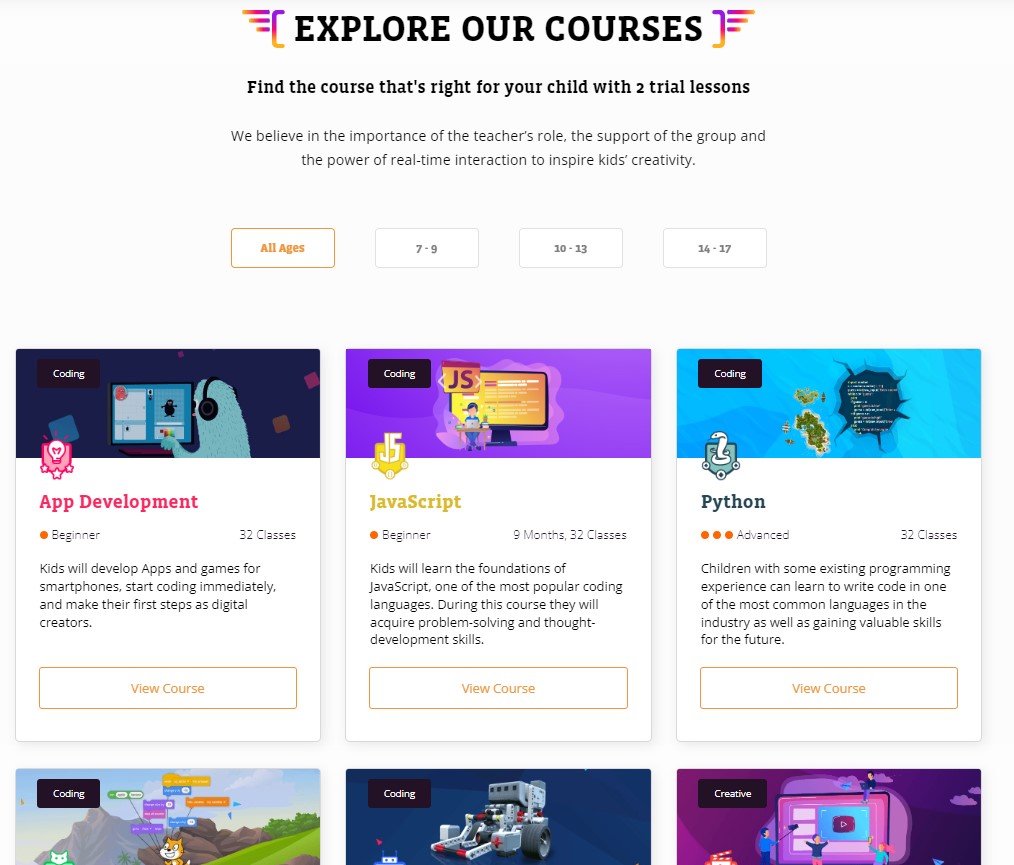 EXPLORE OUR COURSES
Find the course that's right for your child with 2 trial lessons
We believe in the importance of the teacher’s role, the support of the group and
the power of real-time interaction to inspire kids’ creativity.
All Ages
7 - 9
10 - 13
14 - 17
Coding
App Development
Beginner
32 Classes
Kids will develop Apps and games for
smartphones, start coding immediately,
and make their first steps as digital
creators.
View Course
Coding
JS
JS
JavaScript
Beginner
9 Months, 32 Classes
Kids will learn the foundations of
JavaScript, one of the most popular coding
languages. During this course they will
acquire problem-solving and thought-
development skills.
View Course
Coding
Python
Advanced
32 Classes
Children with some existing programming
experience can learn to write code in one
of the most common languages in the
industry as well as gaining valuable skills
for the future.
View Course
Coding
Coding
Creative